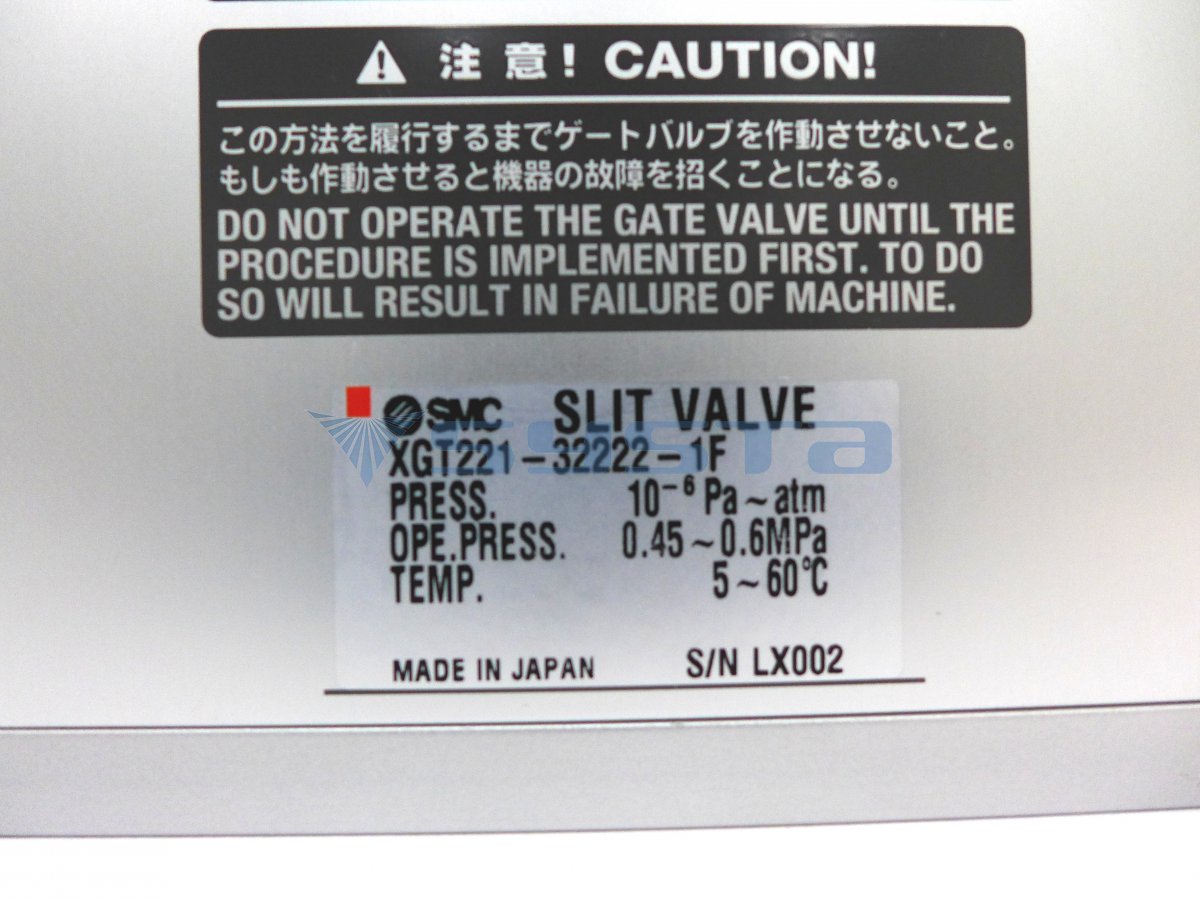 注意! CAUTION!
この方法を履行するまでゲートバルブを作動させないこと。
もしも作動させると機器の故障を招くことになる。
DO NOT OPERATE THE GATE VALVE UNTIL THE
PROCEDURE IS IMPLEMENTED FIRST. TO DO
SO WILL RESULT IN FAILURE OF MACHINE.
SMC SLIT VALVE
XGT221-32222-1F
PRESS. 10⁻⁶ Pa~atm
OPE.PRESS. 0.45~0.6MPa
TEMP. 5~60℃
MADE IN JAPAN S/N LX002